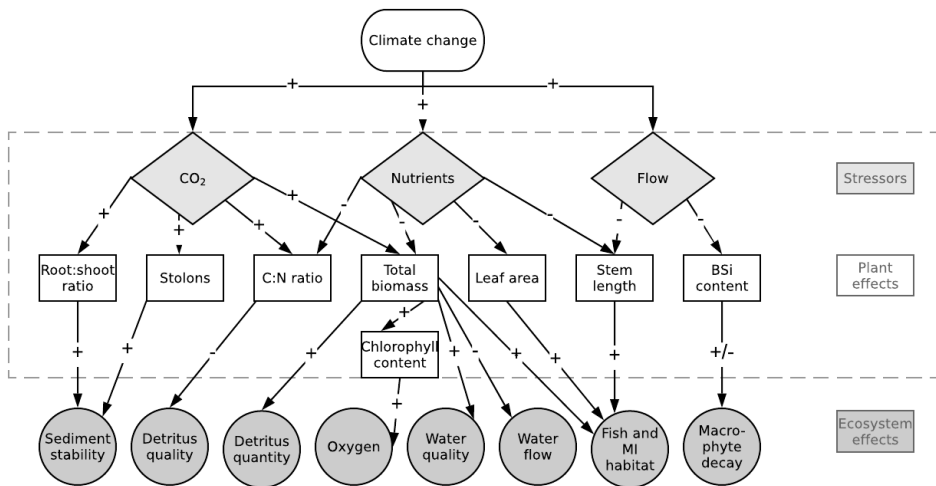 Climate change
+
+
+
CO₂
Nutrients
Flow
Stressors
+
+
+
+
-
-
-
-
-
-
Root:shoot
ratio
Stolons
C:N ratio
Total
biomass
Leaf area
Stem
length
BSi
content
Plant
effects
+
Chlorophyll
content
+
+
-
+
+
+
-
+
+
+
+/-
Sediment
stability
Detritus
quality
Detritus
quantity
Oxygen
Water
quality
Water
flow
Fish and
MI
habitat
Macro-
phyte
decay
Ecosystem
effects